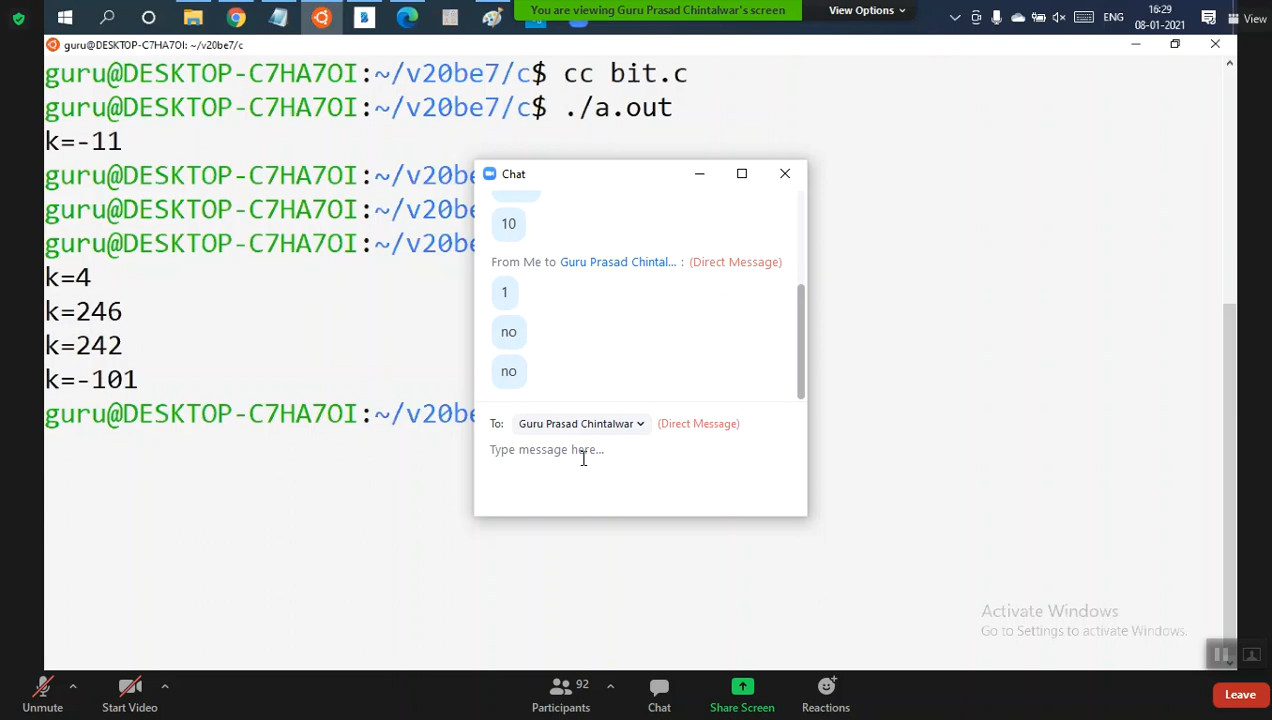 You are viewing Guru Prasad Chintalwar's screen
View Options
ENG
16:29
08-01-2021
View
guru@DESKTOP-C7HA7OI: ~/v20be7/c
guru@DESKTOP-C7HA7OI:~/v20be7/c$ cc bit.c
guru@DESKTOP-C7HA7OI:~/v20be7/c$ ./a.out
k=-11
guru@DESKTOP-C7HA7OI:~/v20be
guru@DESKTOP-C7HA7OI:~/v20be
guru@DESKTOP-C7HA7OI:~/v20be
k=4
k=246
k=242
k=-101
guru@DESKTOP-C7HA7OI:~/v20be
Chat
10
From Me to Guru Prasad Chintal... : (Direct Message)
1
no
no
To: Guru Prasad Chintalwar (Direct Message)
Type message here...
Activate Windows
Go to Settings to activate Windows.
Unmute
Start Video
92
Participants
Chat
Share Screen
Reactions
Leave